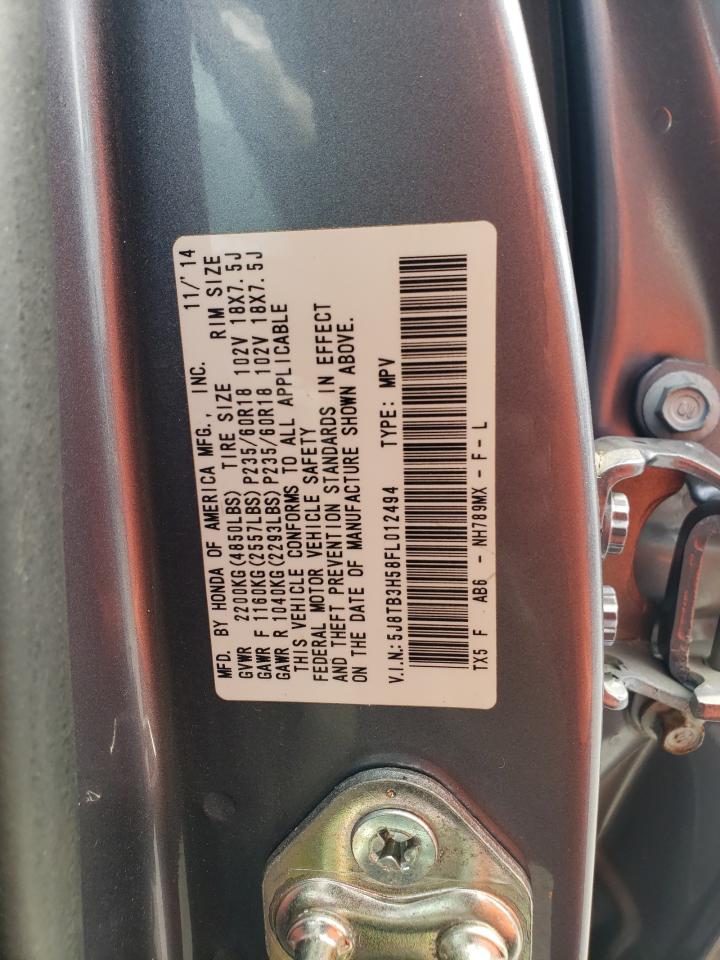 MFD. BY HONDA OF AMERICA MFG., INC. 11/'14
GVWR 2200KG(4850LBS) TIRE SIZE RIM SIZE
GAWR F 1160KG(2557LBS) P235/60R18 102V 18X7.5J
GAWR R 1040KG(2293LBS) P235/60R18 102V 18X7.5J
THIS VEHICLE CONFORMS TO ALL APPLICABLE
FEDERAL MOTOR VEHICLE SAFETY
AND THEFT PREVENTION STANDARDS IN EFFECT
ON THE DATE OF MANUFACTURE SHOWN ABOVE.
V.I.N.: 5J8TB3H58FL012494 TYPE: MPV
TX5 F AB6 - NH789MX - F - L